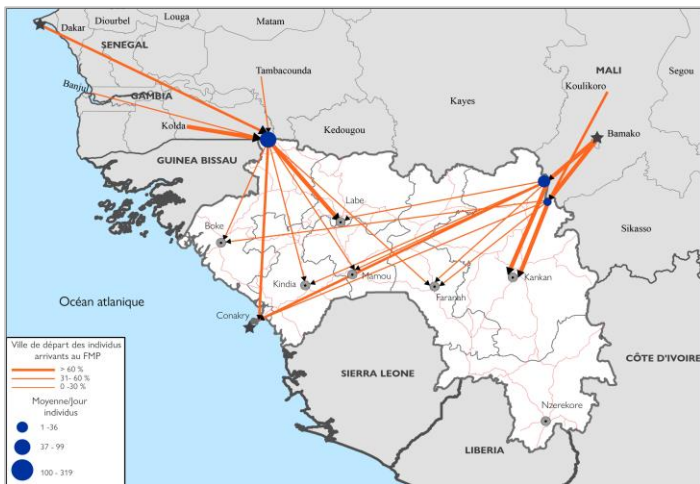 Dakar
Diourbel
Louga
Matam
SENEGAL
Tambacounda
MALI
Segou
Koulikoro
Banjul
GAMBIA
Kayes
Kolda
Kedougou
Bamako
GUINEA BISSAU
Labe
Boke
Sikasso
Kindia
Mamou
Faranah
Kankan
Océan atlanique
Conakry
Ville de départ des individus
arrivants au FMP
> 60 %
31- 60 %
0 -30 %
Moyenne/Jour
individus
1 -36
37 - 99
100 - 319
SIERRA LEONE
CÔTE D'IVOIRE
Nzerekore
LIBERIA